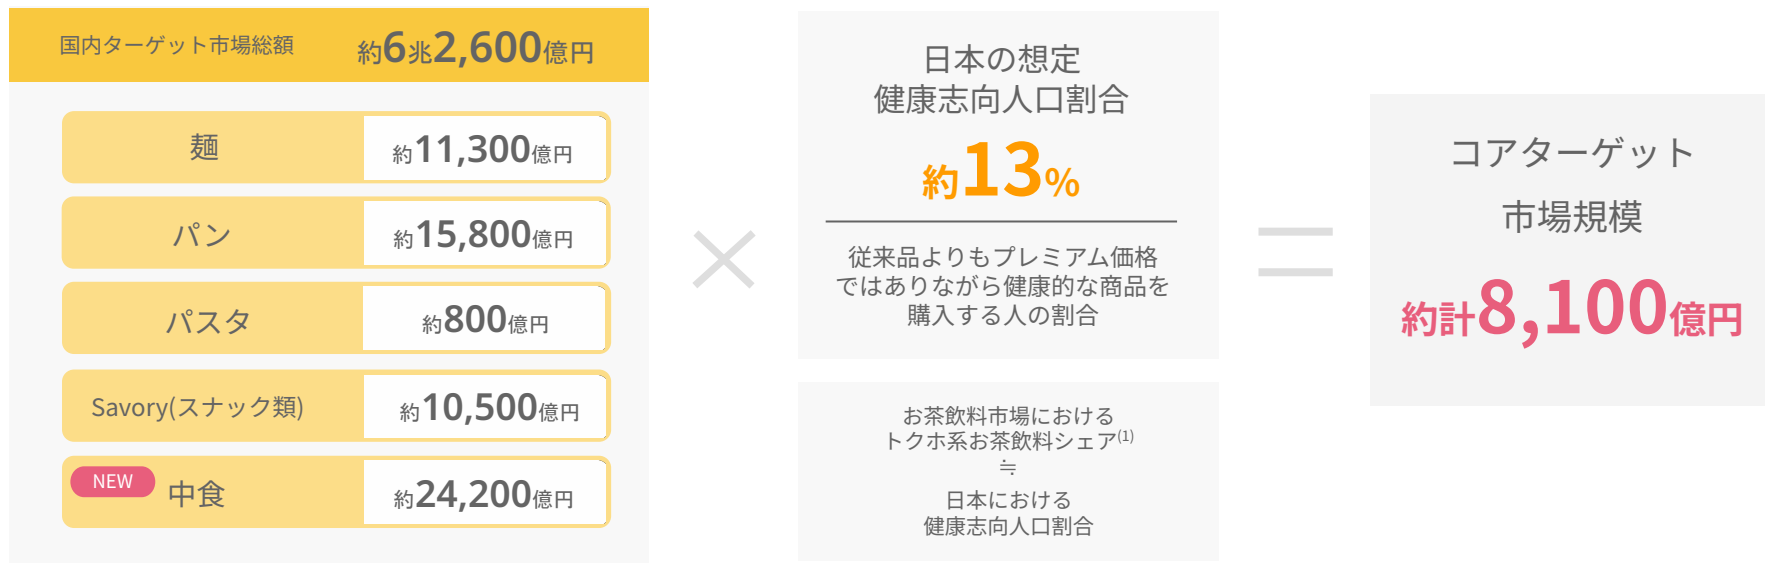 国内ターゲット市場総額 約6兆2,600億円
麺 約11,300億円
パン 約15,800億円
パスタ 約800億円
Savory(スナック類) 約10,500億円
NEW 中食 約24,200億円
×
日本の想定
健康志向人口割合
約13%
従来品よりもプレミアム価格
ではありながら健康的な商品を
購入する人の割合
お茶飲料市場における
トクホ系お茶飲料シェア(1)
≒
日本における
健康志向人口割合
=
コアターゲット
市場規模
約計8,100億円